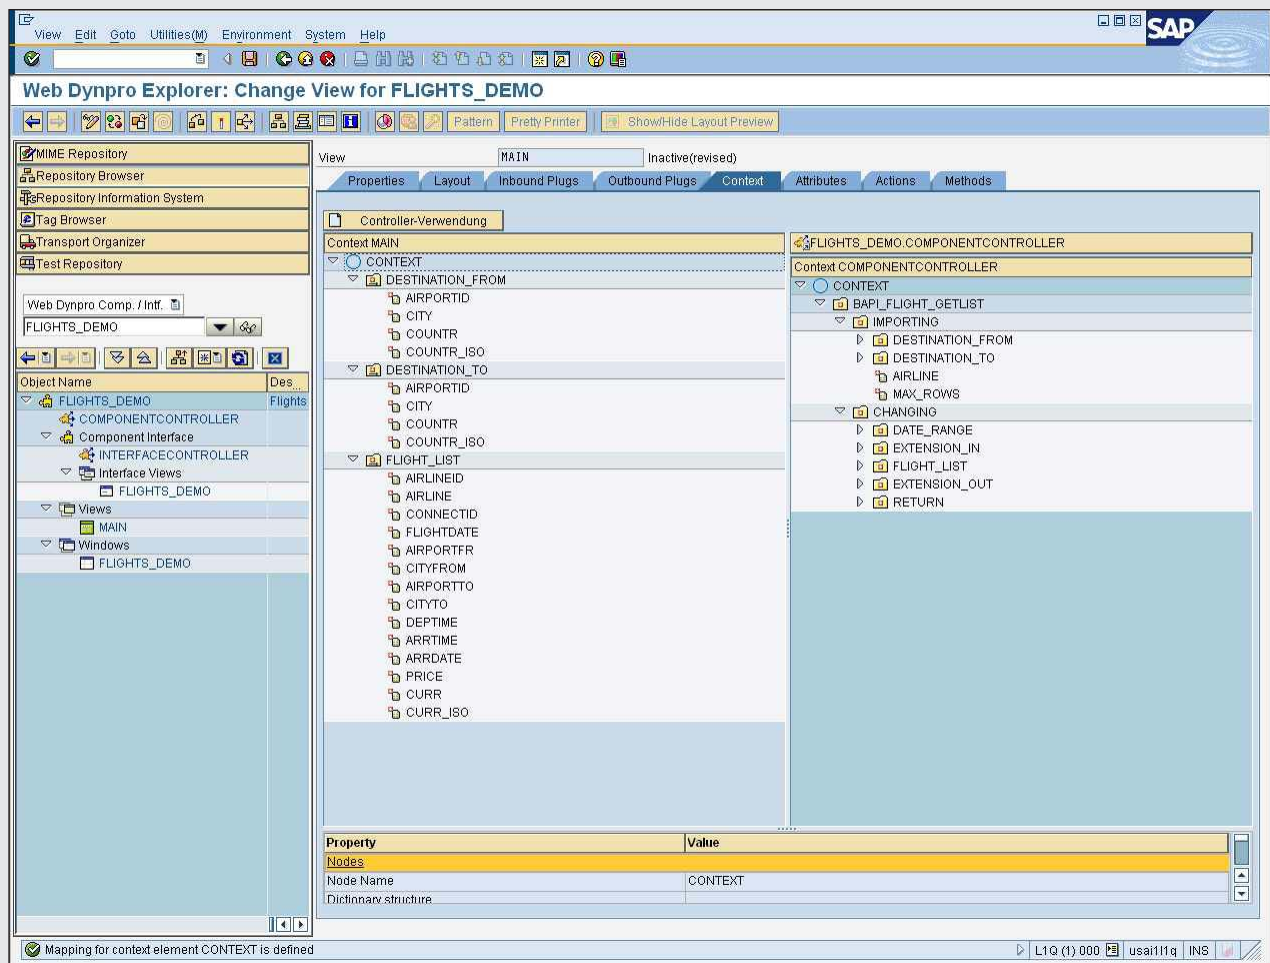 View Edit Goto Utilities(M) Environment System Help
SAP
Web Dynpro Explorer: Change View for FLIGHTS_DEMO
Pattern Pretty Printer Show/Hide Layout Preview
MIME Repository
Repository Browser
Repository Information System
Tag Browser
Transport Organizer
Test Repository
Web Dynpro Comp. / Intf.
FLIGHTS_DEMO
Object Name Des...
FLIGHTS_DEMO Flights
COMPONENTCONTROLLER
Component Interface
INTERFACECONTROLLER
Interface Views
FLIGHTS_DEMO
Views
MAIN
Windows
FLIGHTS_DEMO
View MAIN Inactive(revised)
Properties Layout Inbound Plugs Outbound Plugs Context Attributes Actions Methods
Controller-Verwendung
Context MAIN
CONTEXT
DESTINATION_FROM
AIRPORTID
CITY
COUNTR
COUNTR_ISO
DESTINATION_TO
AIRPORTID
CITY
COUNTR
COUNTR_ISO
FLIGHT_LIST
AIRLINEID
AIRLINE
CONNECTID
FLIGHTDATE
AIRPORTFR
CITYFROM
AIRPORTTO
CITYTO
DEPTIME
ARRTIME
ARRDATE
PRICE
CURR
CURR_ISO
FLIGHTS_DEMO.COMPONENTCONTROLLER
Context COMPONENTCONTROLLER
CONTEXT
BAPI_FLIGHT_GETLIST
IMPORTING
DESTINATION_FROM
DESTINATION_TO
AIRLINE
MAX_ROWS
CHANGING
DATE_RANGE
EXTENSION_IN
FLIGHT_LIST
EXTENSION_OUT
RETURN
Property Value
Nodes
Node Name CONTEXT
Dictionary structure
Mapping for context element CONTEXT is defined
L1Q (1) 000 usai1l1q INS